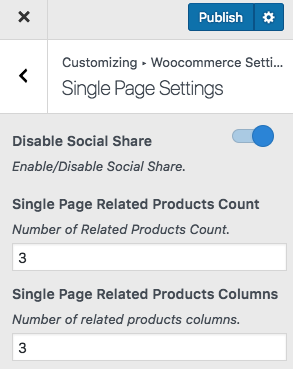 Publish
Customizing ▸ Woocommerce Setti...
Single Page Settings
Disable Social Share
Enable/Disable Social Share.
Single Page Related Products Count
Number of Related Products Count.
3
Single Page Related Products Columns
Number of related products columns.
3